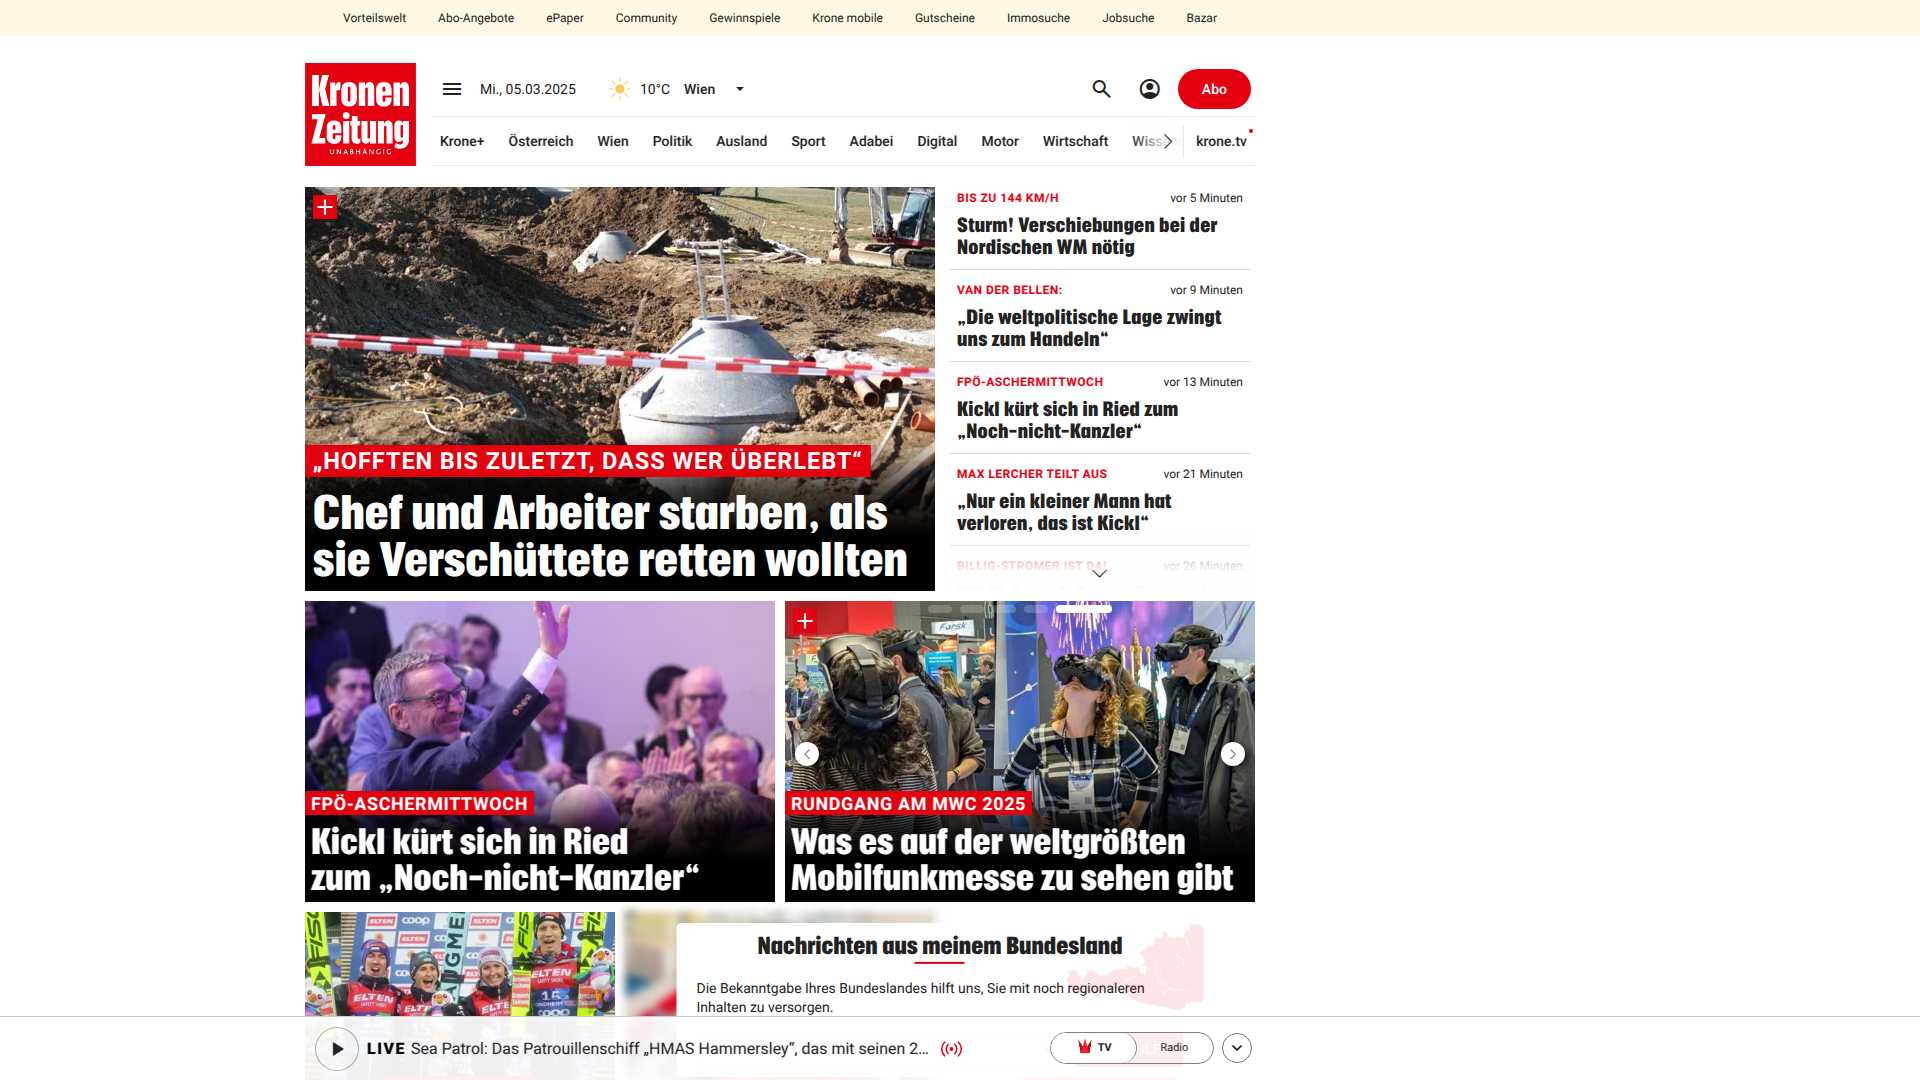 Vorteilswelt Abo-Angebote ePaper Community Gewinnspiele Krone mobile Gutscheine Immosuche Jobsuche Bazar
Kronen
Zeitung
UNABHÄNGIG
Mi., 05.03.2025 10°C Wien
Abo
Krone+ Österreich Wien Politik Ausland Sport Adabei Digital Motor Wirtschaft krone.tv
„HOFFTEN BIS ZULETZT, DASS WER ÜBERLEBT“
Chef und Arbeiter starben, als
sie Verschüttete retten wollten
BIS ZU 144 KM/H vor 5 Minuten
Sturm! Verschiebungen bei der
Nordischen WM nötig
VAN DER BELLEN: vor 9 Minuten
„Die weltpolitische Lage zwingt
uns zum Handeln“
FPÖ-ASCHERMITTWOCH vor 13 Minuten
Kickl kürt sich in Ried zum
„Noch-nicht-Kanzler“
MAX LERCHER TEILT AUS vor 21 Minuten
„Nur ein kleiner Mann hat
verloren, das ist Kickl“
BILLIG-STROMER IST DA! vor 26 Minuten
FPÖ-ASCHERMITTWOCH
Kickl kürt sich in Ried
zum „Noch-nicht-Kanzler“
RUNDGANG AM MWC 2025
Was es auf der weltgrößten
Mobilfunkmesse zu sehen gibt
Nachrichten aus meinem Bundesland
Die Bekanntgabe Ihres Bundeslandes hilft uns, Sie mit noch regionaleren
Inhalten zu versorgen.
LIVE Sea Patrol: Das Patrouillenschiff „HMAS Hammersley“, das mit seinen 2...
TV Radio